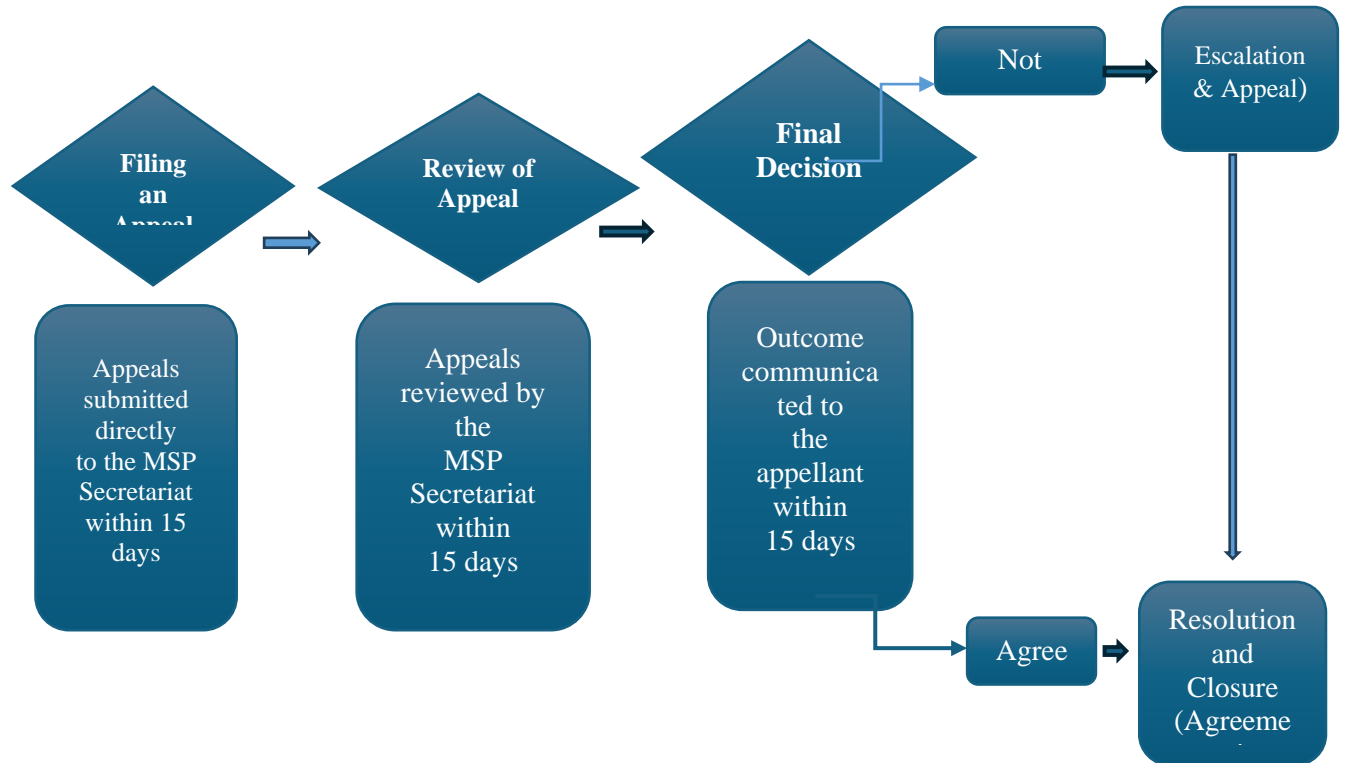 Filing
an
Appeal
Appeals
submitted
directly
to the MSP
Secretariat
within 15
days
Review of
Appeal
Appeals
reviewed by
the
MSP
Secretariat
within
15 days
Final
Decision
Outcome
communica
ted to
the
appellant
within
15 days
Not
Escalation
& Appeal)
Agree
Resolution
and
Closure
(Agreeme